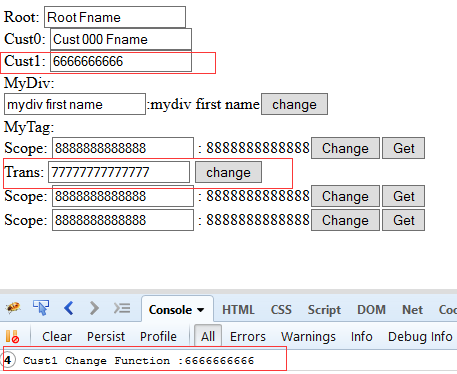 Root: Root Fname
Cust0: Cust 000 Fname
Cust1: 6666666666
MyDiv:
mydiv first name :mydiv first name change
MyTag:
Scope: 8888888888888 : 8888888888888 Change Get
Trans: 77777777777777 change
Scope: 8888888888888 : 8888888888888 Change Get
Scope: 8888888888888 : 8888888888888 Change Get
Console HTML CSS Script DOM Net Coo
Clear Persist Profile All Errors Warnings Info Debug Info
4 Cust1 Change Function :6666666666